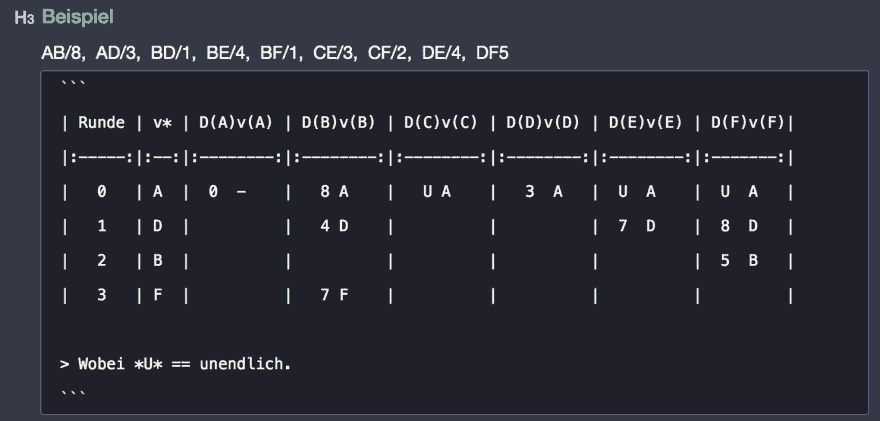 H3 Beispiel
AB/8, AD/3, BD/1, BE/4, BF/1, CE/3, CF/2, DE/4, DF5
```
| Runde | v* | D(A)v(A) | D(B)v(B) | D(C)v(C) | D(D)v(D) | D(E)v(E) | D(F)v(F)|
|:-----:|:--:|:--------:|:--------:|:--------:|:--------:|:--------:|:-------:|
| 0 | A | 0 - | 8 A | U A | 3 A | U A | U A |
| 1 | D | | 4 D | | | 7 D | 8 D |
| 2 | B | | | | | | 5 B |
| 3 | F | | 7 F | | | | |
> Wobei *U* == unendlich.
```